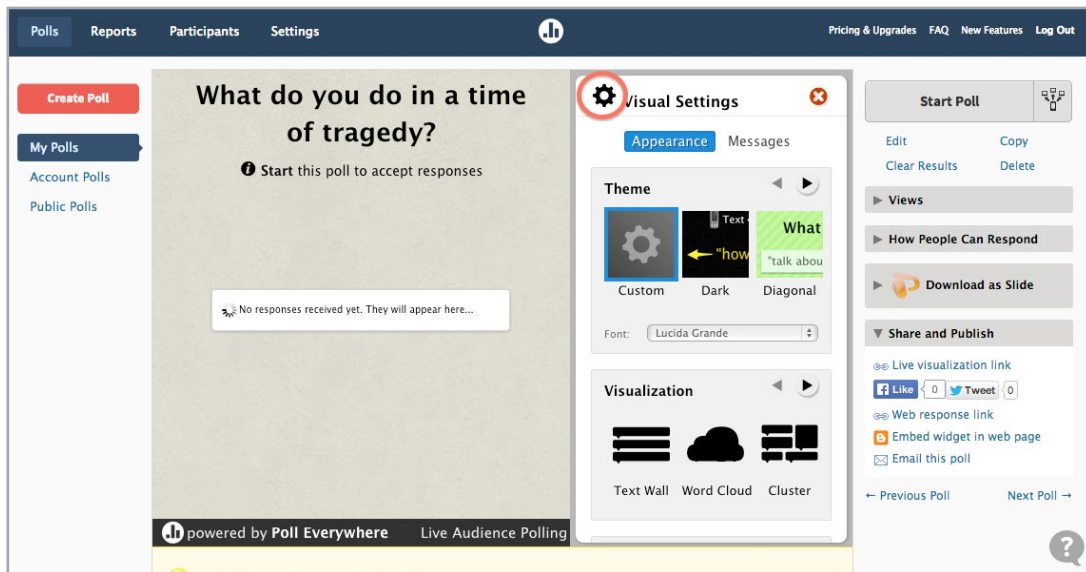 Polls Reports Participants Settings Pricing & Upgrades FAQ New Features Log Out
Create Poll
My Polls
Account Polls
Public Polls
What do you do in a time
of tragedy?
Start this poll to accept responses
No responses received yet. They will appear here...
powered by Poll Everywhere Live Audience Polling
Visual Settings
Appearance Messages
Theme
Text
"how
What
"talk abou
Custom Dark Diagonal
Font: Lucida Grande
Visualization
Text Wall Word Cloud Cluster
Start Poll
Edit Copy
Clear Results Delete
Views
How People Can Respond
Download as Slide
Share and Publish
Live visualization link
Like 0 Tweet 0
Web response link
Embed widget in web page
Email this poll
← Previous Poll Next Poll →
?